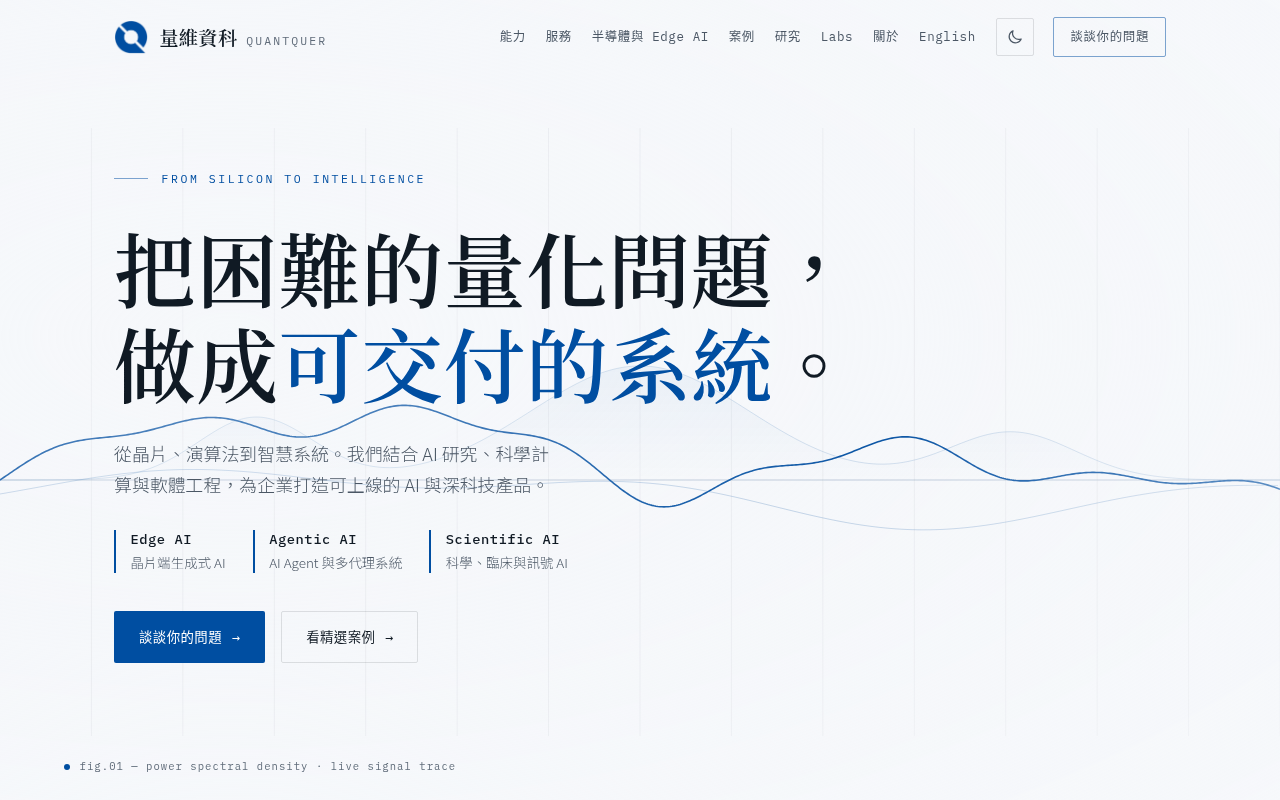 量維資科 QUANTQUER
能力 服務 半導體與 Edge AI 案例 研究 Labs 關於 English 談談你的問題
FROM SILICON TO INTELLIGENCE
把困難的量化問題，
做成可交付的系統。
從晶片、演算法到智慧系統。我們結合 AI 研究、科學計
算與軟體工程，為企業打造可上線的 AI 與深科技產品。
Edge AI
晶片端生成式 AI
Agentic AI
AI Agent 與多代理系統
Scientific AI
科學、臨床與訊號 AI
談談你的問題 →
看精選案例 →
fig.01 — power spectral density · live signal trace